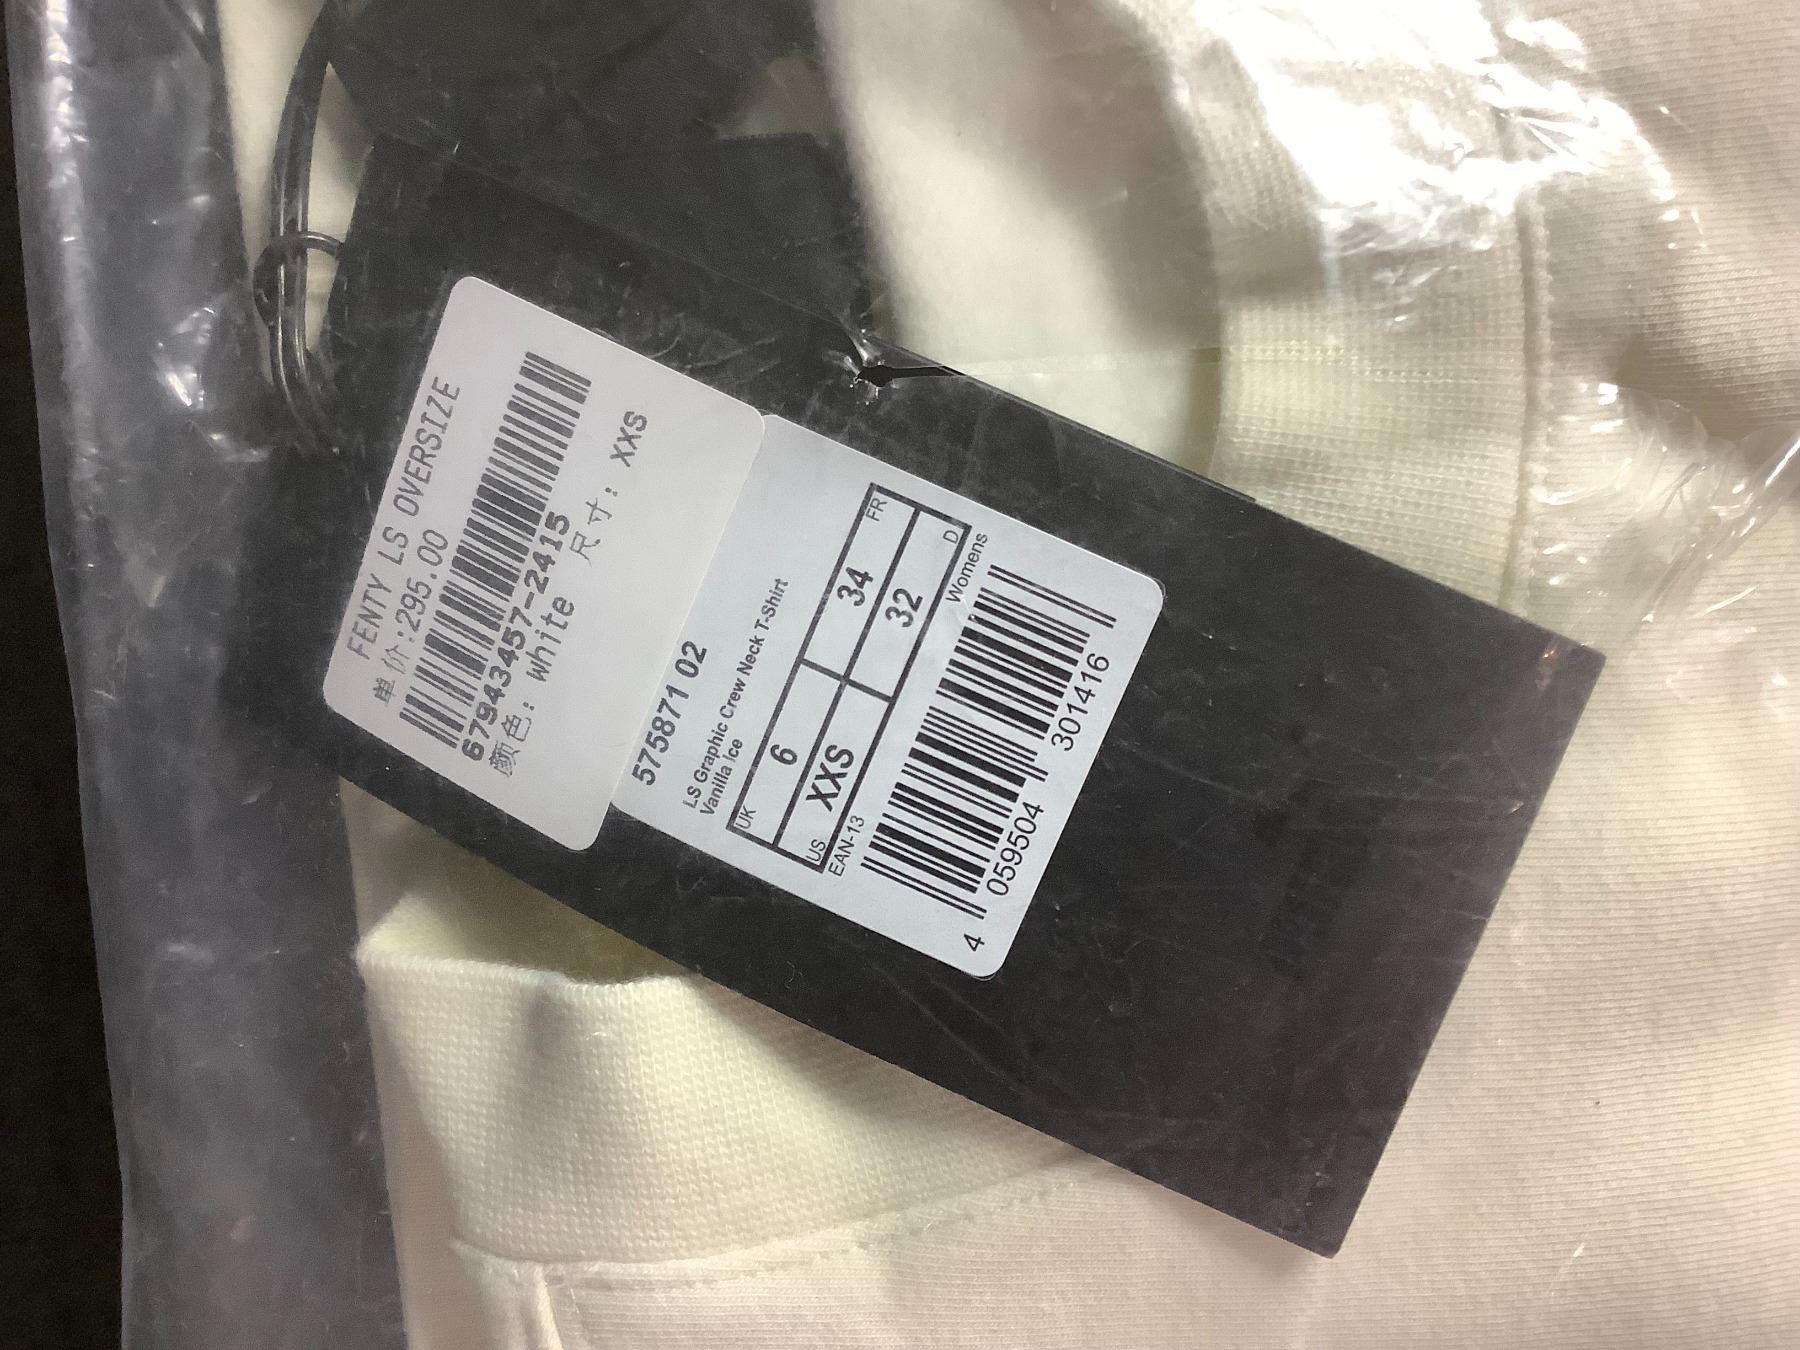 FENTY LS OVERSIZE
单价:295.00
679434457-2415
颜色: White 尺寸: XXS
575871 02
LS Graphic Crew Neck T-Shirt
Vanilla Ice
UK 6 34 FR
US XXS 32 D
EAN-13 Womens
4 059504 301416